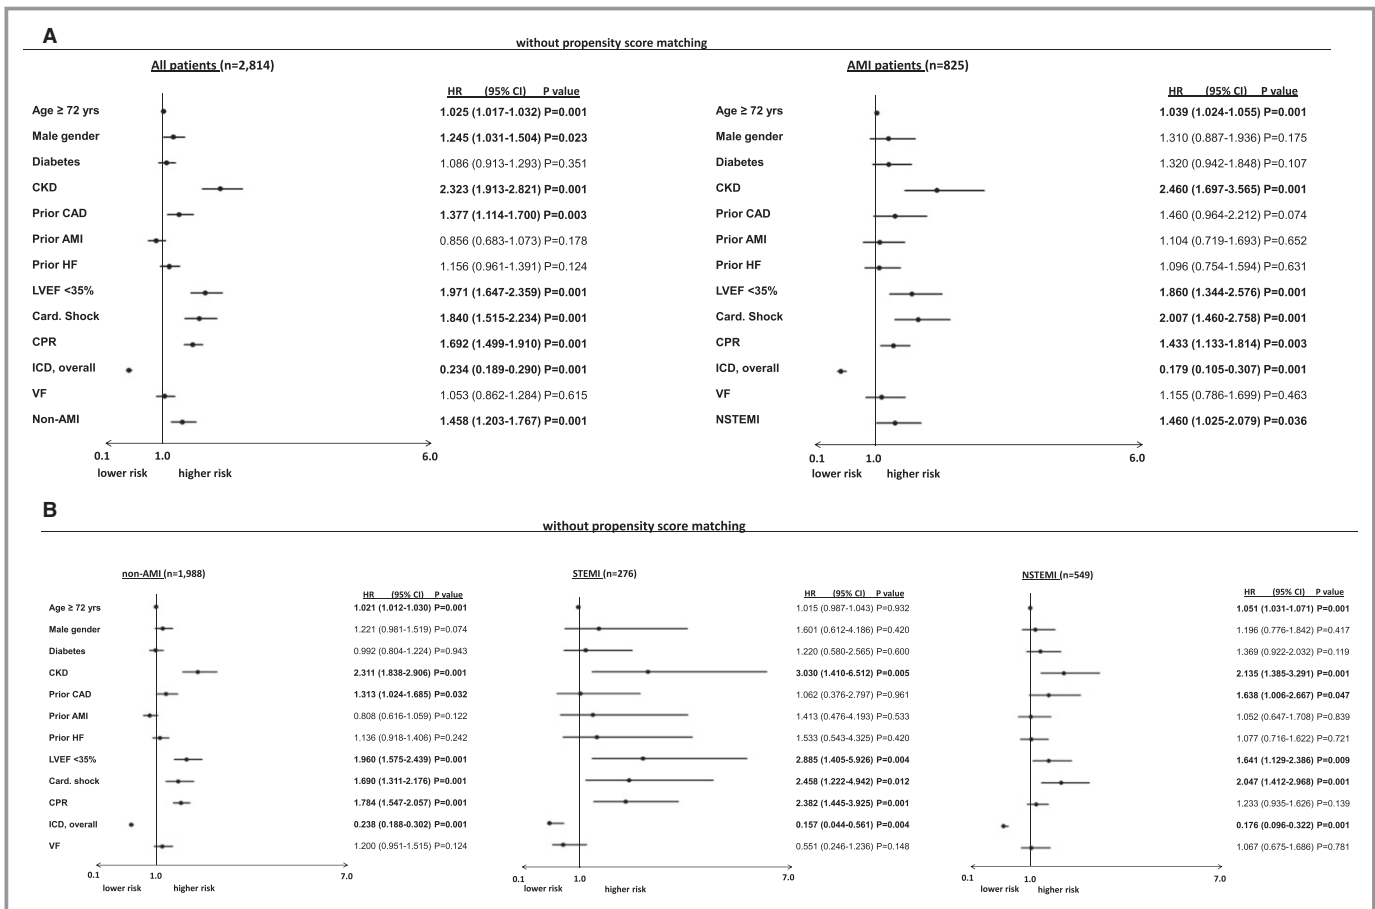 A
without propensity score matching
All patients (n=2,814)
HR (95% CI) P value
Age ≥ 72 yrs 1.025 (1.017-1.032) P=0.001
Male gender 1.245 (1.031-1.504) P=0.023
Diabetes 1.086 (0.913-1.293) P=0.351
CKD 2.323 (1.913-2.821) P=0.001
Prior CAD 1.377 (1.114-1.700) P=0.003
Prior AMI 0.856 (0.683-1.073) P=0.178
Prior HF 1.156 (0.961-1.391) P=0.124
LVEF <35% 1.971 (1.647-2.359) P=0.001
Card. Shock 1.840 (1.515-2.234) P=0.001
CPR 1.692 (1.499-1.910) P=0.001
ICD, overall 0.234 (0.189-0.290) P=0.001
VF 1.053 (0.862-1.284) P=0.615
Non-AMI 1.458 (1.203-1.767) P=0.001
0.1 1.0 6.0
lower risk higher risk
AMI patients (n=825)
HR (95% CI) P value
Age ≥ 72 yrs 1.039 (1.024-1.055) P=0.001
Male gender 1.310 (0.887-1.936) P=0.175
Diabetes 1.320 (0.942-1.848) P=0.107
CKD 2.460 (1.697-3.565) P=0.001
Prior CAD 1.460 (0.964-2.212) P=0.074
Prior AMI 1.104 (0.719-1.693) P=0.652
Prior HF 1.096 (0.754-1.594) P=0.631
LVEF <35% 1.860 (1.344-2.576) P=0.001
Card. Shock 2.007 (1.460-2.758) P=0.001
CPR 1.433 (1.133-1.814) P=0.003
ICD, overall 0.179 (0.105-0.307) P=0.001
VF 1.155 (0.786-1.699) P=0.463
NSTEMI 1.460 (1.025-2.079) P=0.036
0.1 1.0 6.0
lower risk higher risk
B
without propensity score matching
non-AMI (n=1,988)
HR (95% CI) P value
Age ≥ 72 yrs 1.021 (1.012-1.030) P=0.001
Male gender 1.221 (0.981-1.519) P=0.074
Diabetes 0.992 (0.804-1.224) P=0.943
CKD 2.311 (1.838-2.906) P=0.001
Prior CAD 1.313 (1.024-1.685) P=0.032
Prior AMI 0.808 (0.616-1.059) P=0.122
Prior HF 1.136 (0.918-1.406) P=0.242
LVEF <35% 1.960 (1.575-2.439) P=0.001
Card. shock 1.690 (1.311-2.176) P=0.001
CPR 1.784 (1.547-2.057) P=0.001
ICD, overall 0.238 (0.188-0.302) P=0.001
VF 1.200 (0.951-1.515) P=0.124
0.1 1.0 7.0
lower risk higher risk
STEMI (n=276)
HR (95% CI) P value
1.015 (0.987-1.043) P=0.932
1.601 (0.612-4.186) P=0.420
1.220 (0.580-2.565) P=0.600
3.030 (1.410-6.512) P=0.005
1.062 (0.376-2.797) P=0.961
1.413 (0.476-4.193) P=0.533
1.533 (0.543-4.325) P=0.420
2.885 (1.405-5.926) P=0.004
2.458 (1.222-4.942) P=0.012
2.382 (1.445-3.925) P=0.001
0.157 (0.044-0.561) P=0.004
0.551 (0.246-1.236) P=0.148
0.1 1.0 7.0
lower risk higher risk
NSTEMI (n=549)
HR (95% CI) P value
1.051 (1.031-1.071) P=0.001
1.196 (0.776-1.842) P=0.417
1.369 (0.922-2.032) P=0.119
2.135 (1.385-3.291) P=0.001
1.638 (1.006-2.667) P=0.047
1.052 (0.647-1.708) P=0.839
1.077 (0.716-1.622) P=0.721
1.641 (1.129-2.386) P=0.009
2.047 (1.412-2.968) P=0.001
1.233 (0.935-1.626) P=0.139
0.176 (0.096-0.322) P=0.001
1.067 (0.675-1.686) P=0.781
0.1 1.0 7.0
lower risk higher risk